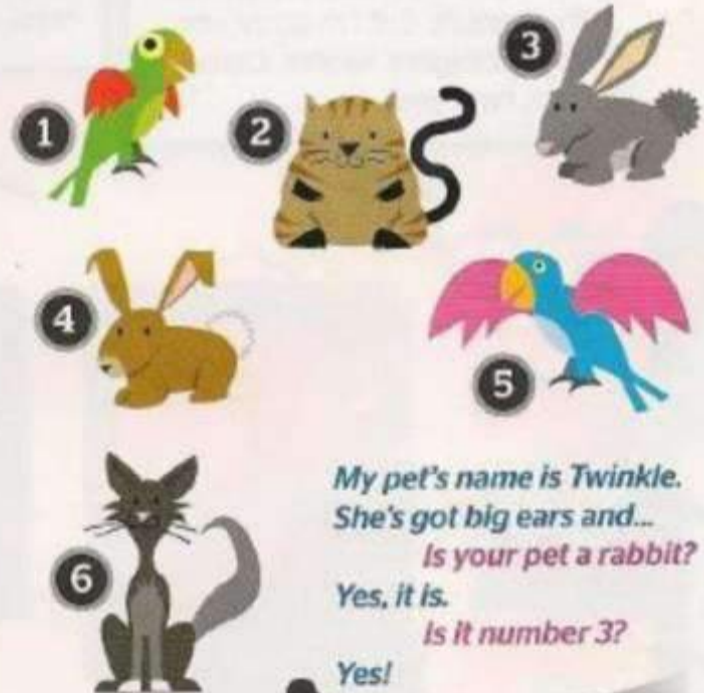 1
2
3
4
5
6
My pet's name is Twinkle.
She's got big ears and...
Is your pet a rabbit?
Yes, it is.
Is it number 3?
Yes!